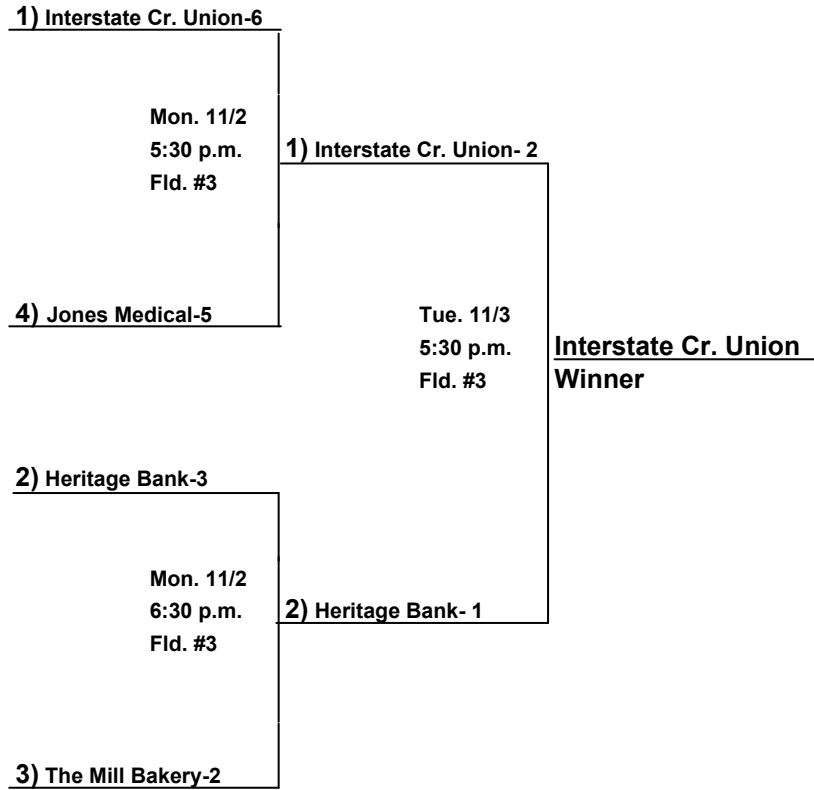 1) Interstate Cr. Union-6
Mon. 11/2
5:30 p.m.
Fld. #3
1) Interstate Cr. Union- 2
4) Jones Medical-5
Tue. 11/3
5:30 p.m.
Fld. #3
Interstate Cr. Union
Winner
2) Heritage Bank-3
Mon. 11/2
6:30 p.m.
Fld. #3
2) Heritage Bank- 1
3) The Mill Bakery-2